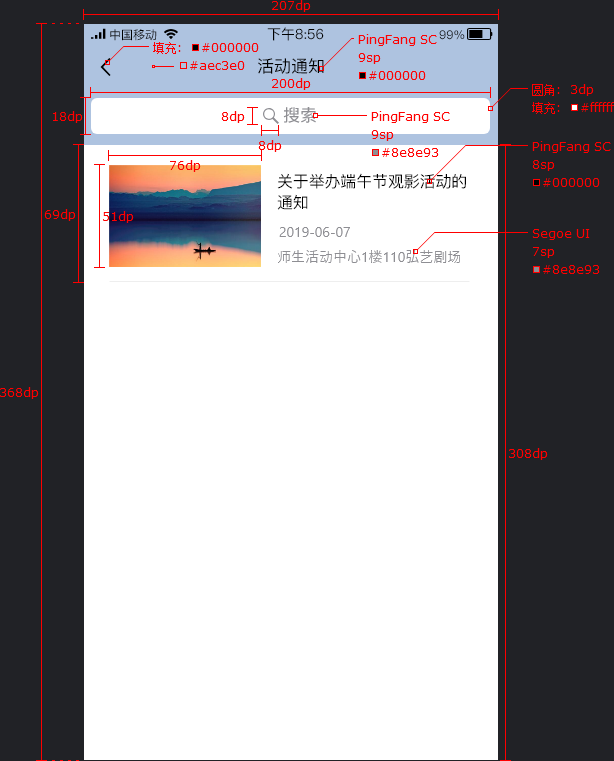 207dp
中国移动
下午8:56
99%
填充: #000000
PingFang SC
9sp
#000000
#aec3e0
活动通知
200dp
圆角: 3dp
填充: #ffffff
18dp
8dp
搜索
PingFang SC
9sp
#8e8e93
8dp
PingFang SC
8sp
#000000
76dp
关于举办端午节观影活动的
通知
69dp
51dp
2019-06-07
Segoe UI
7sp
#8e8e93
师生活动中心1楼110弘艺剧场
368dp
308dp